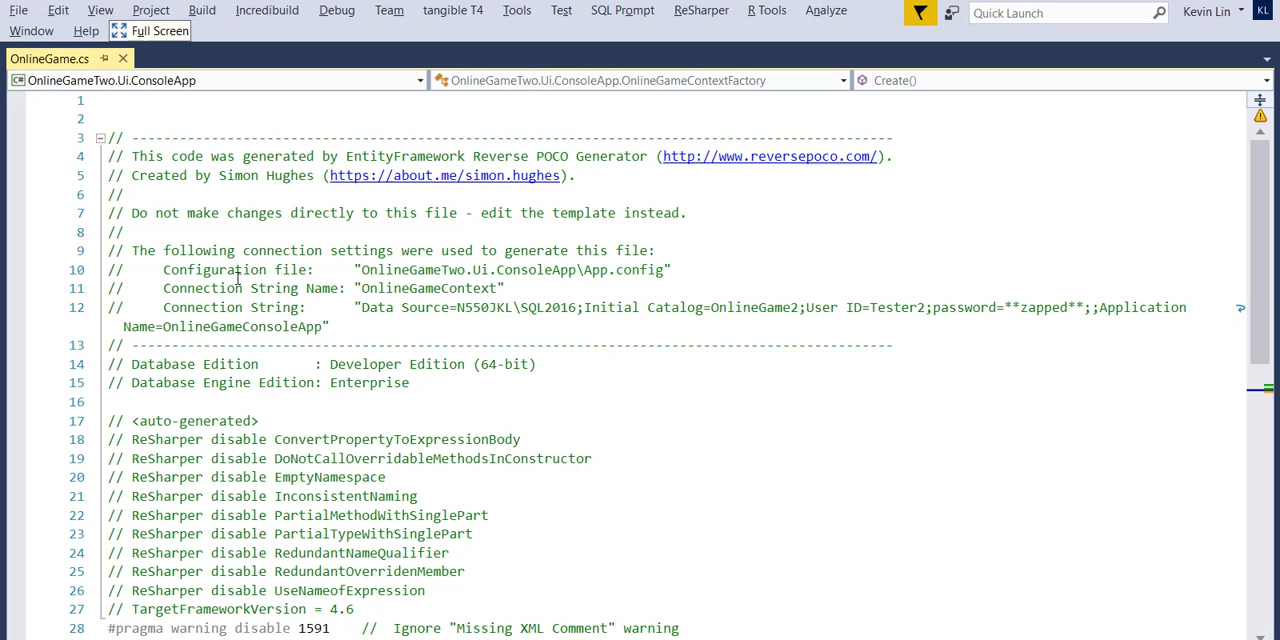 File Edit View Project Build Incredibuild Debug Team tangible T4 Tools Test SQL Prompt ReSharper R Tools Analyze Quick Launch Kevin Lin KL
Window Help Full Screen
OnlineGame.cs
C# OnlineGameTwo.Ui.ConsoleApp OnlineGameTwo.Ui.ConsoleApp.OnlineGameContextFactory Create()
1
2
3 // ------------------------------------------------------------------------------------------------
4 // This code was generated by EntityFramework Reverse POCO Generator (http://www.reversepoco.com/).
5 // Created by Simon Hughes (https://about.me/simon.hughes).
6 //
7 // Do not make changes directly to this file - edit the template instead.
8 //
9 // The following connection settings were used to generate this file:
10 //     Configuration file:     "OnlineGameTwo.Ui.ConsoleApp\App.config"
11 //     Connection String Name: "OnlineGameContext"
12 //     Connection String:      "Data Source=N550JKL\SQL2016;Initial Catalog=OnlineGame2;User ID=Tester2;password=**zapped**;;Application
Name=OnlineGameConsoleApp"
13 // ------------------------------------------------------------------------------------------------
14 // Database Edition       : Developer Edition (64-bit)
15 // Database Engine Edition: Enterprise
16
17 // <auto-generated>
18 // ReSharper disable ConvertPropertyToExpressionBody
19 // ReSharper disable DoNotCallOverridableMethodsInConstructor
20 // ReSharper disable EmptyNamespace
21 // ReSharper disable InconsistentNaming
22 // ReSharper disable PartialMethodWithSinglePart
23 // ReSharper disable PartialTypeWithSinglePart
24 // ReSharper disable RedundantNameQualifier
25 // ReSharper disable RedundantOverridenMember
26 // ReSharper disable UseNameofExpression
27 // TargetFrameworkVersion = 4.6
28 #pragma warning disable 1591    //  Ignore "Missing XML Comment" warning